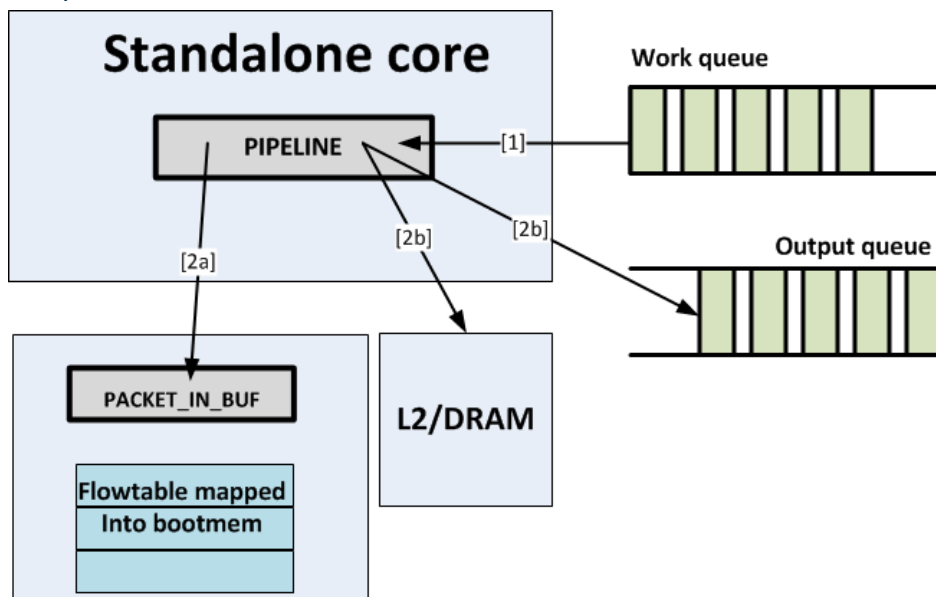 Standalone core
Work queue
PIPELINE
[1]
[2a]
[2b]
[2b]
Output queue
PACKET_IN_BUF
L2/DRAM
Flowtable mapped
Into bootmem